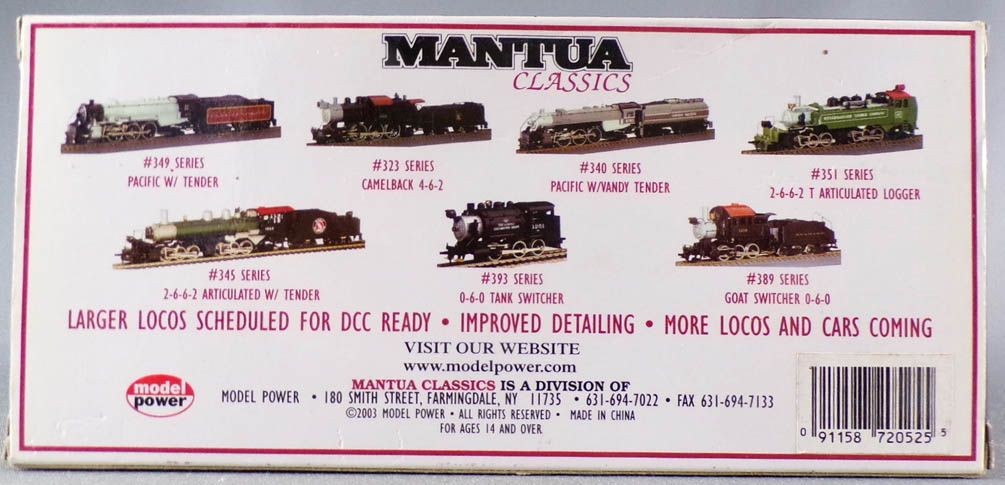 MANTUA
CLASSICS
#349 SERIES
PACIFIC W/ TENDER
#323 SERIES
CAMELBACK 4-6-2
#340 SERIES
PACIFIC W/VANDY TENDER
#351 SERIES
2-6-6-2 T ARTICULATED LOGGER
#345 SERIES
2-6-6-2 ARTICULATED W/ TENDER
#393 SERIES
0-6-0 TANK SWITCHER
#389 SERIES
GOAT SWITCHER 0-6-0
LARGER LOCOS SCHEDULED FOR DCC READY • IMPROVED DETAILING • MORE LOCOS AND CARS COMING
VISIT OUR WEBSITE
www.modelpower.com
model
power
MANTUA CLASSICS IS A DIVISION OF
MODEL POWER • 180 SMITH STREET, FARMINGDALE, NY 11735 • 631-694-7022 • FAX 631-694-7133
©2003 MODEL POWER • ALL RIGHTS RESERVED • MADE IN CHINA
FOR AGES 14 AND OVER
0 91158 720525 5